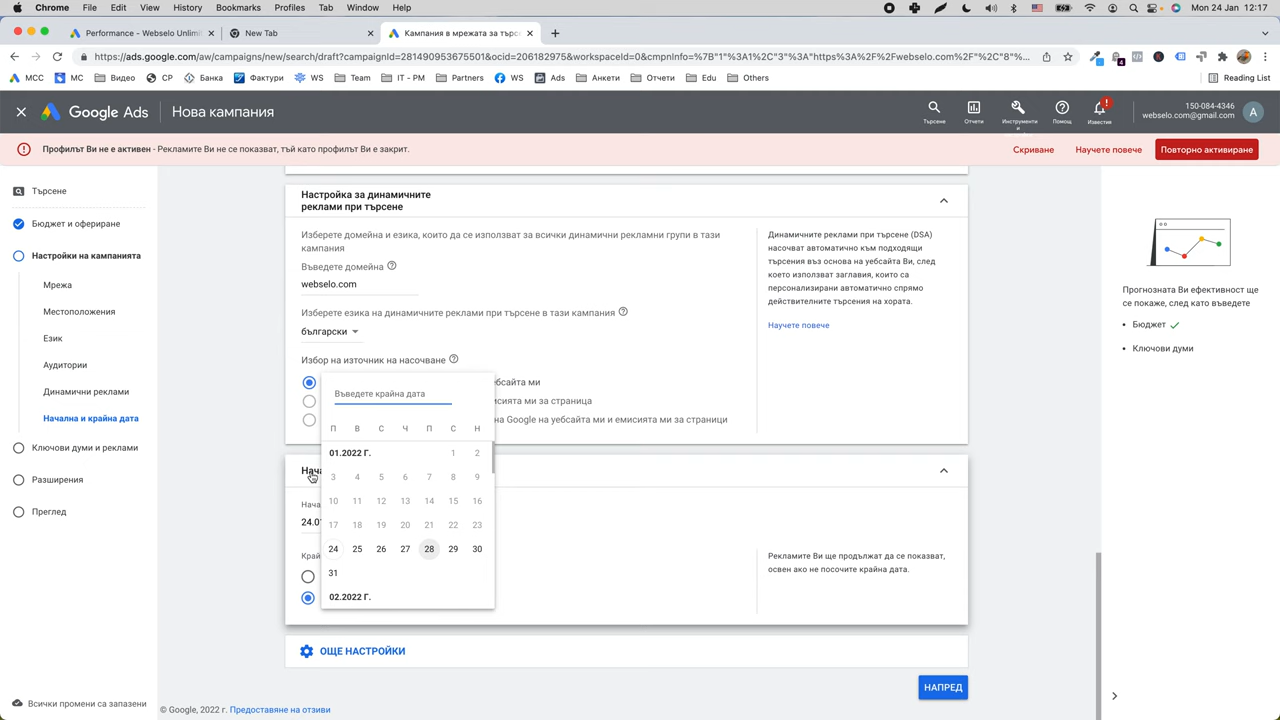 Chrome File Edit View History Bookmarks Profiles Tab Window Help Mon 24 Jan 12:17
Performance - Webselo Unlimi New Tab Кампания в мрежата за търсе
https://ads.google.com/aw/campaigns/new/search/draft?campaignId=281490953675501&ocid=206182975&workspaceId=0&cmpnInfo=%7B"1"%3A1%2C"3"%3A"https%3A%2F%2Fwebselo.com"%2C"8"%...
MCC MC Видео CP Банка Фактури WS Team IT - PM Partners WS Ads Анкети Отчети Edu Others Reading List
Google Ads Нова кампания
Търсене Отчети Инструменти и Помощ Известия
150-084-4346
webselo.com@gmail.com A
Профилът Ви не е активен - Рекламите Ви не се показват, тъй като профилът Ви е закрит. Скриване Научете повече Повторно активиране
Търсене
Бюджет и офериране
Настройки на кампанията
Мрежа
Местоположения
Език
Аудитории
Динамични реклами
Начална и крайна дата
Ключови думи и реклами
Разширения
Преглед
Всички промени са запазени
Настройка за динамичните
реклами при търсене
Изберете домейна и езика, които да се използват за всички динамични рекламни групи в тази
кампания
Въведете домейна
webselo.com
Изберете езика на динамичните реклами при търсене в тази кампания
български
Избор на източник на насочване
ебсайта ми
исията ми за страница
на Google на уебсайта ми и емисията ми за страници
Динамичните реклами при търсене (DSA)
насочват автоматично към подходящи
търсения въз основа на уебсайта Ви, след
което използват заглавия, които са
персонализирани автоматично спрямо
действителните търсения на хората.
Научете повече
Въведете крайна дата
П В С Ч П С Н
01.2022 Г. 1 2
3 4 5 6 7 8 9
10 11 12 13 14 15 16
17 18 19 20 21 22 23
24 25 26 27 28 29 30
31
02.2022 Г.
Нача
Нача
24.0
Край
Рекламите Ви ще продължат да се показват,
освен ако не посочите крайна дата.
ОЩЕ НАСТРОЙКИ
НАПРЕД
© Google, 2022 г. Предоставяне на отзиви
Прогнозната Ви ефективност ще
се покаже, след като въведете
• Бюджет
• Ключови думи